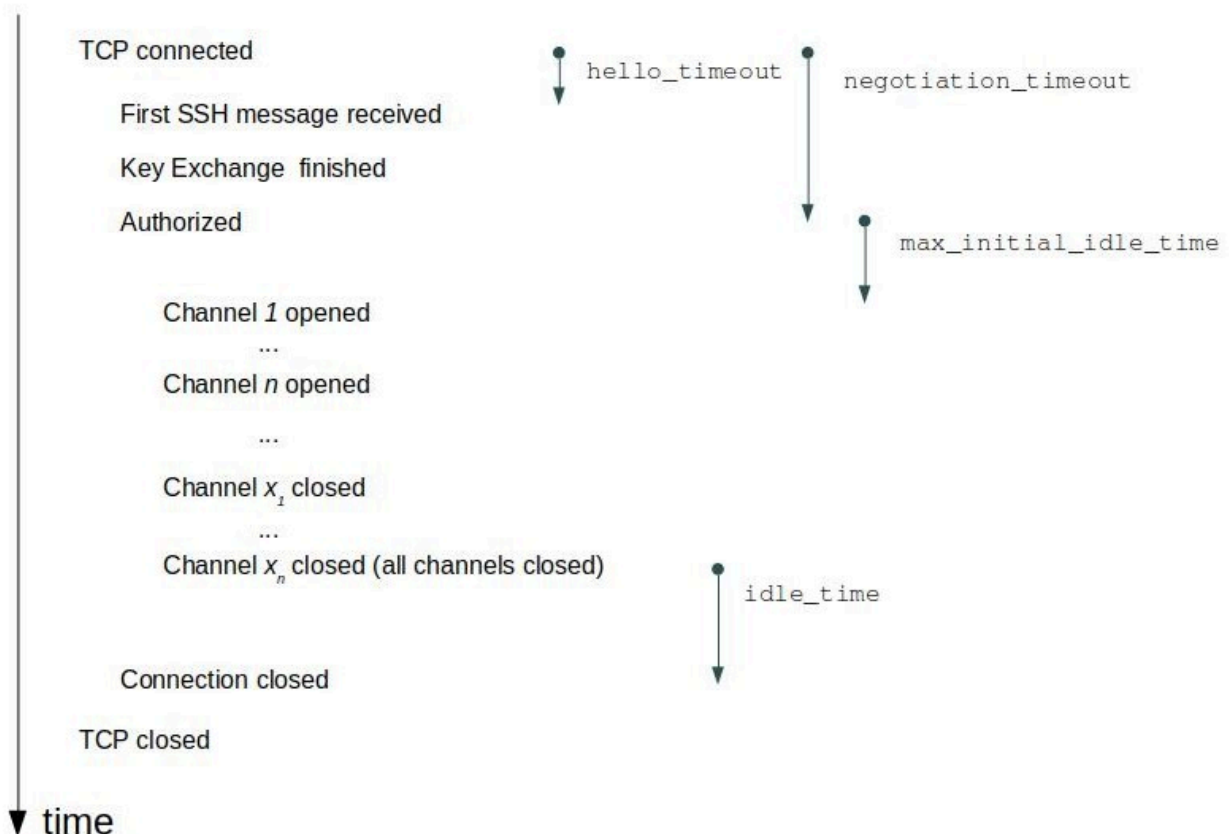 TCP connected
hello_timeout
negotiation_timeout
First SSH message received
Key Exchange finished
Authorized
max_initial_idle_time
Channel 1 opened
...
Channel n opened
...
Channel x1 closed
...
Channel xn closed (all channels closed)
idle_time
Connection closed
TCP closed
time